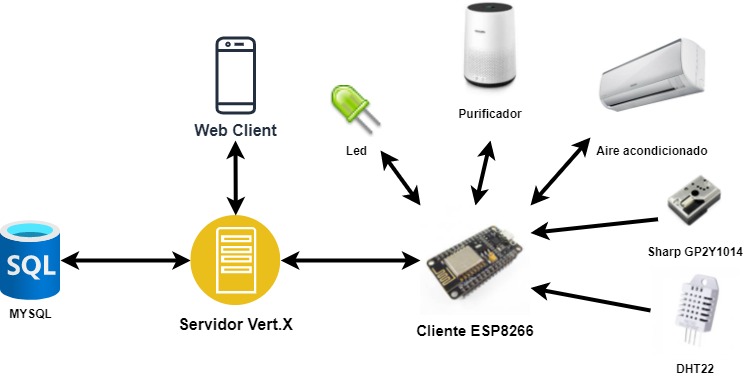 Web Client
Led
Purificador
Aire acondicionado
Sharp GP2Y1014
SQL
MYSQL
Servidor Vert.X
Cliente ESP8266
DHT22